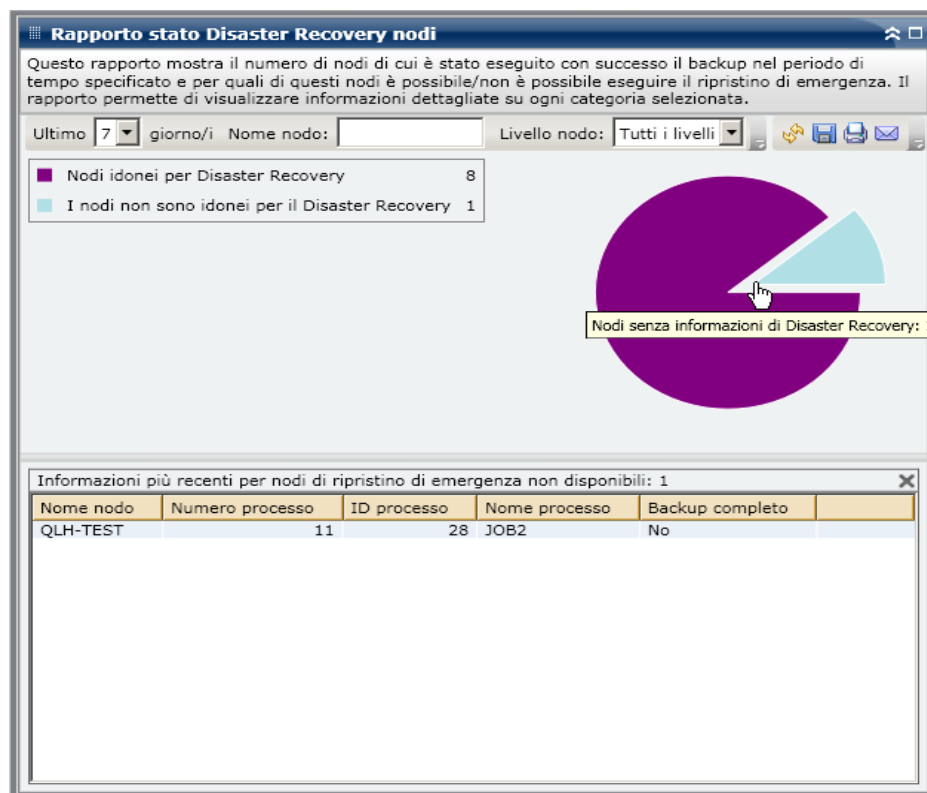 Rapporto stato Disaster Recovery nodi
Questo rapporto mostra il numero di nodi di cui è stato eseguito con successo il backup nel periodo di
tempo specificato e per quali di questi nodi è possibile/non è possibile eseguire il ripristino di emergenza. Il
rapporto permette di visualizzare informazioni dettagliate su ogni categoria selezionata.
Ultimo 7 giorno/i Nome nodo: Livello nodo: Tutti i livelli
Nodi idonei per Disaster Recovery 8
I nodi non sono idonei per il Disaster Recovery 1
Nodi senza informazioni di Disaster Recovery:
Informazioni più recenti per nodi di ripristino di emergenza non disponibili: 1
Nome nodo Numero processo ID processo Nome processo Backup completo
QLH-TEST 11 28 JOB2 No